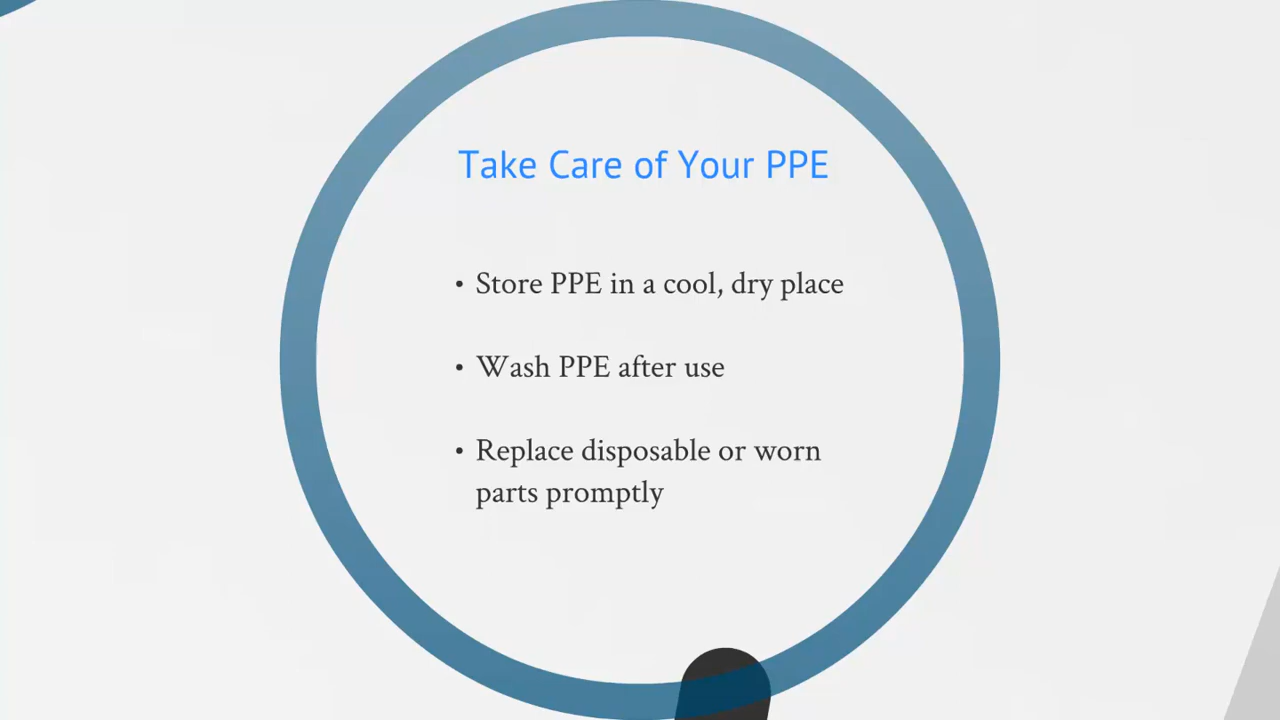 Take Care of Your PPE
• Store PPE in a cool, dry place
• Wash PPE after use
• Replace disposable or worn
parts promptly